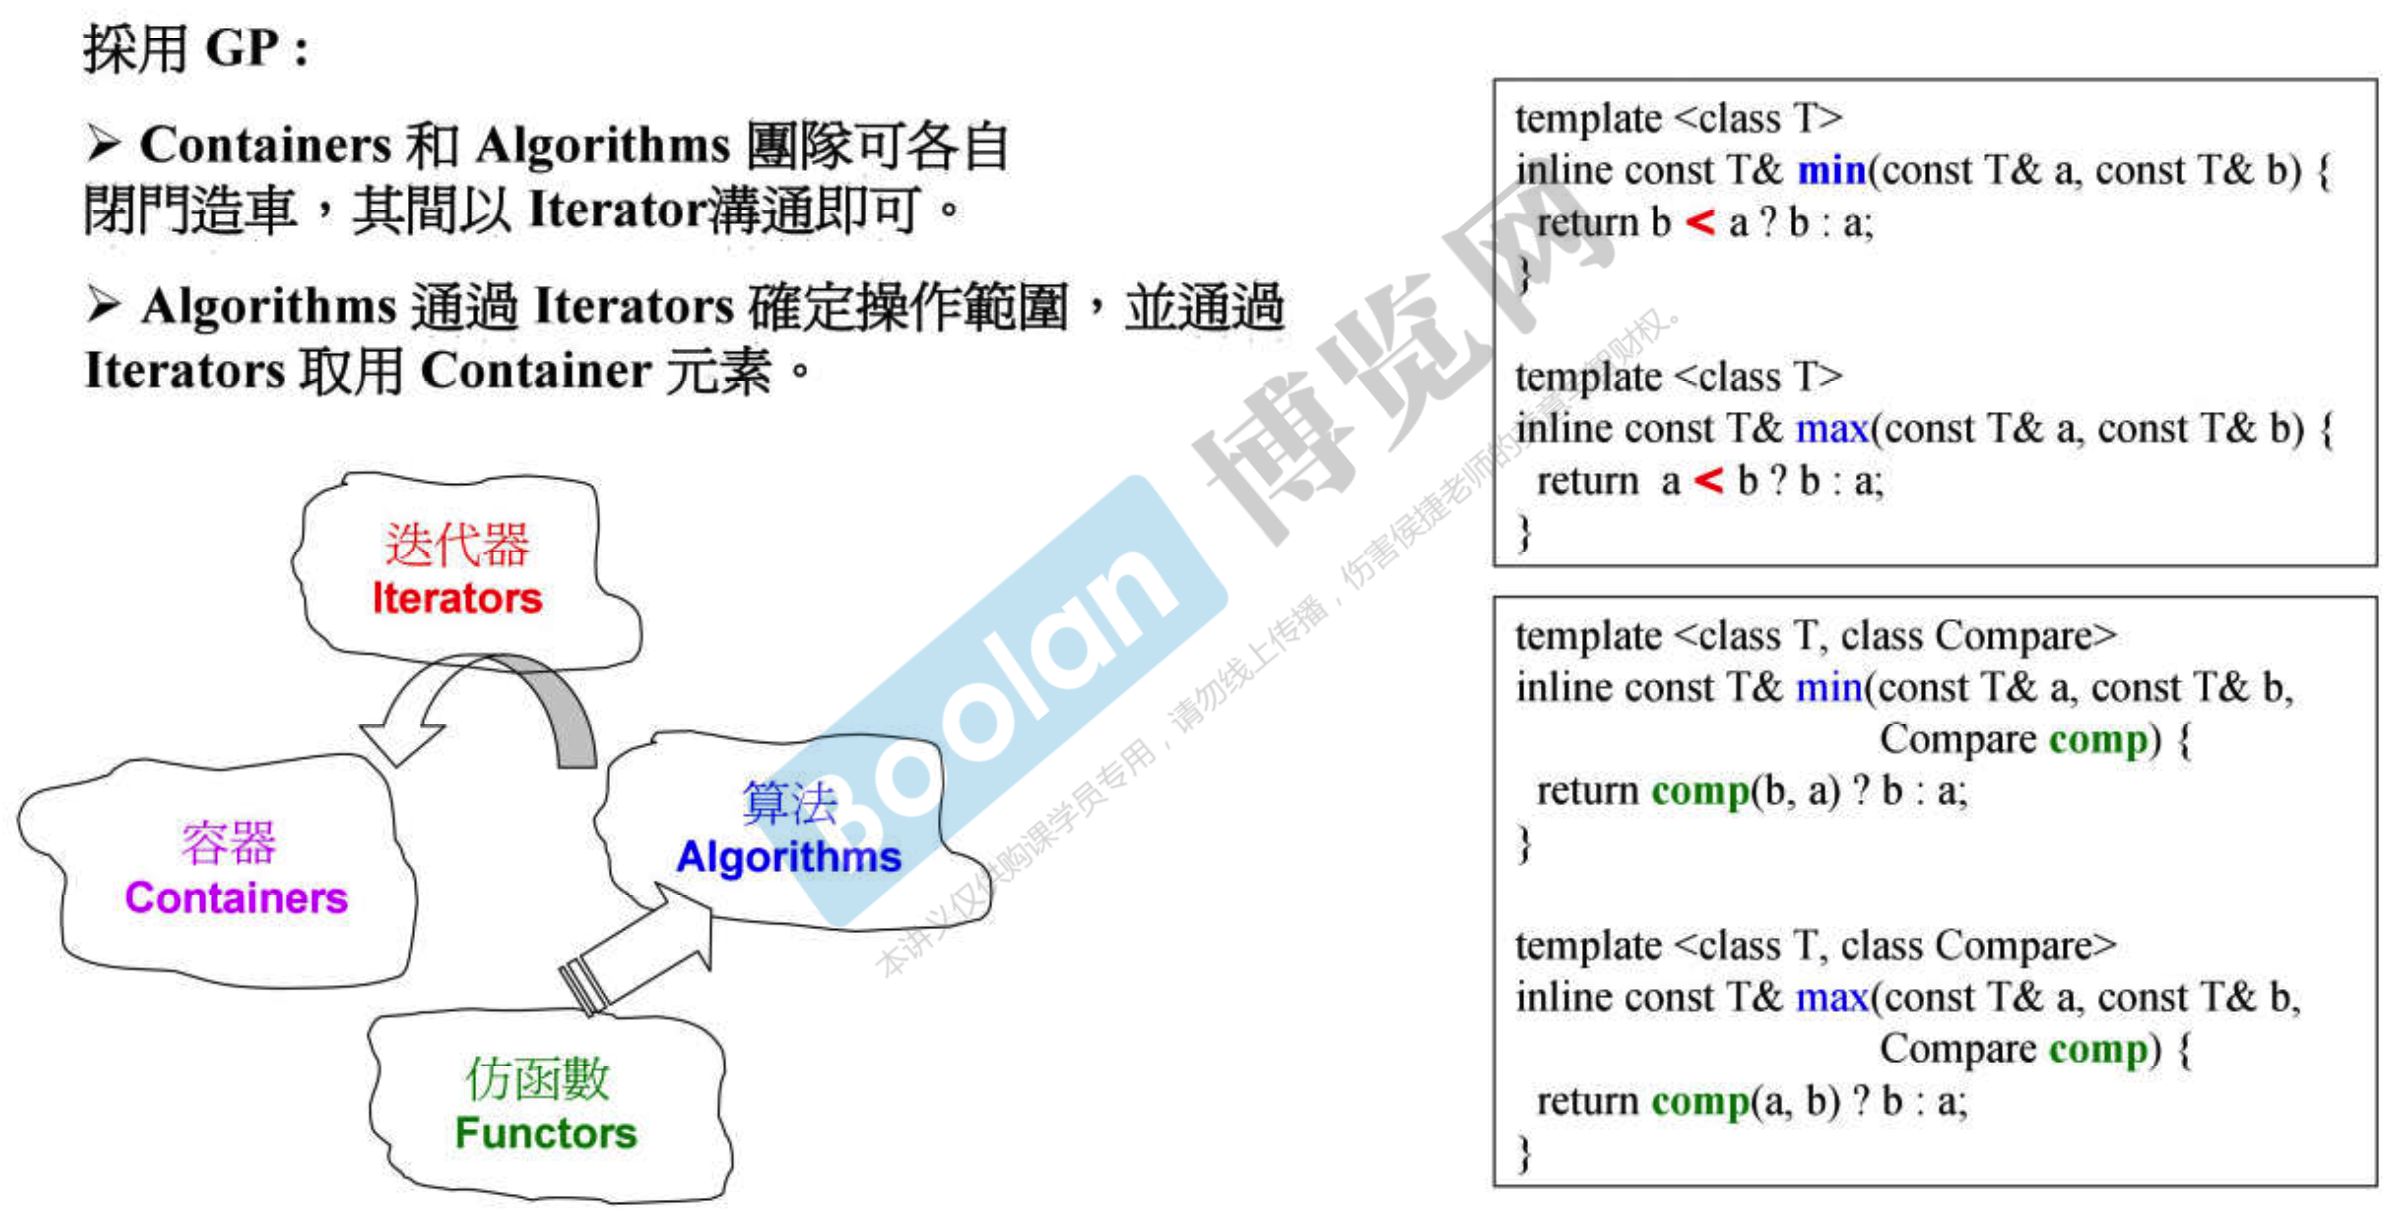 採用 GP :
➢ Containers 和 Algorithms 團隊可各自
閉門造車，其間以 Iterator溝通即可。
➢ Algorithms 通過 Iterators 確定操作範圍，並通過
Iterators 取用 Container 元素。
迭代器
Iterators
容器
Containers
算法
Algorithms
仿函數
Functors
template <class T>
inline const T& min(const T& a, const T& b) {
return b < a ? b : a;
}
template <class T>
inline const T& max(const T& a, const T& b) {
return a < b ? b : a;
}
template <class T, class Compare>
inline const T& min(const T& a, const T& b,
Compare comp) {
return comp(b, a) ? b : a;
}
template <class T, class Compare>
inline const T& max(const T& a, const T& b,
Compare comp) {
return comp(a, b) ? b : a;
}
Boolan 博览网
本讲义仅供购课学员专用，请勿线上传播，伤害侯捷老师的